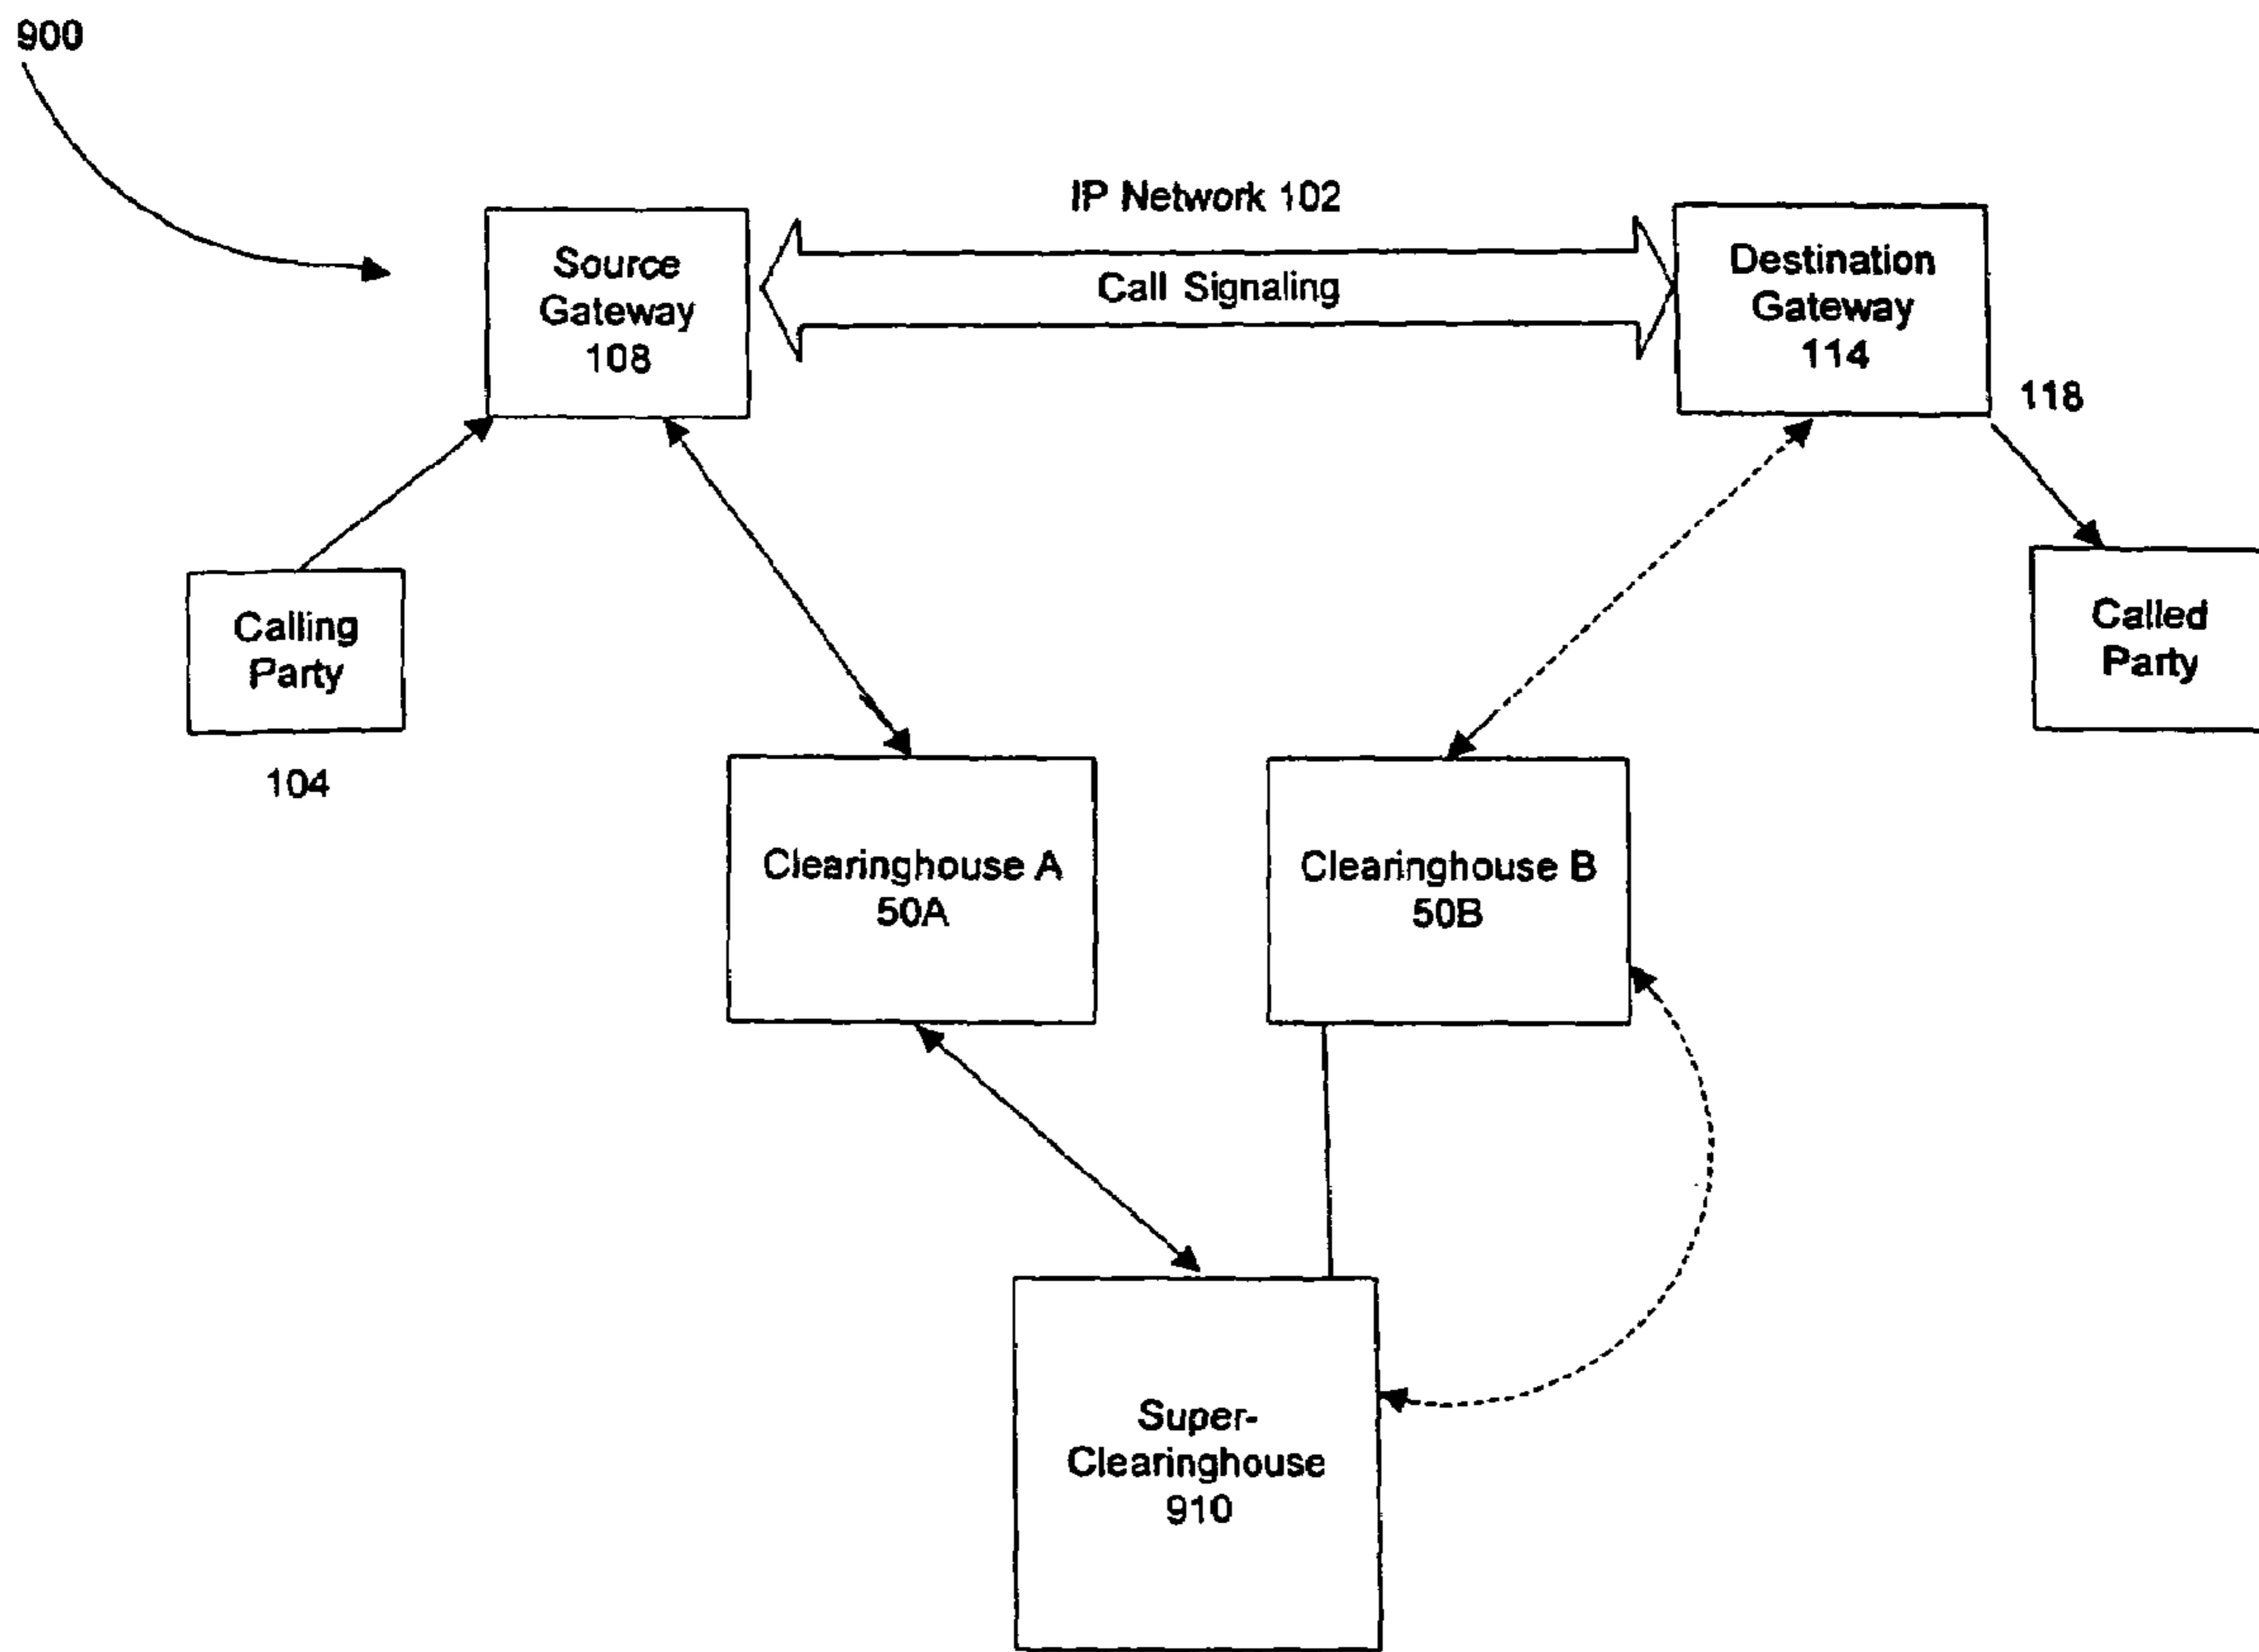 900
IP Network 102
Source
Gateway
108
Call Signaling
Destination
Gateway
114
118
Calling
Party
104
Called
Party
Clearinghouse A
50A
Clearinghouse B
50B
Super-
Clearinghouse
910